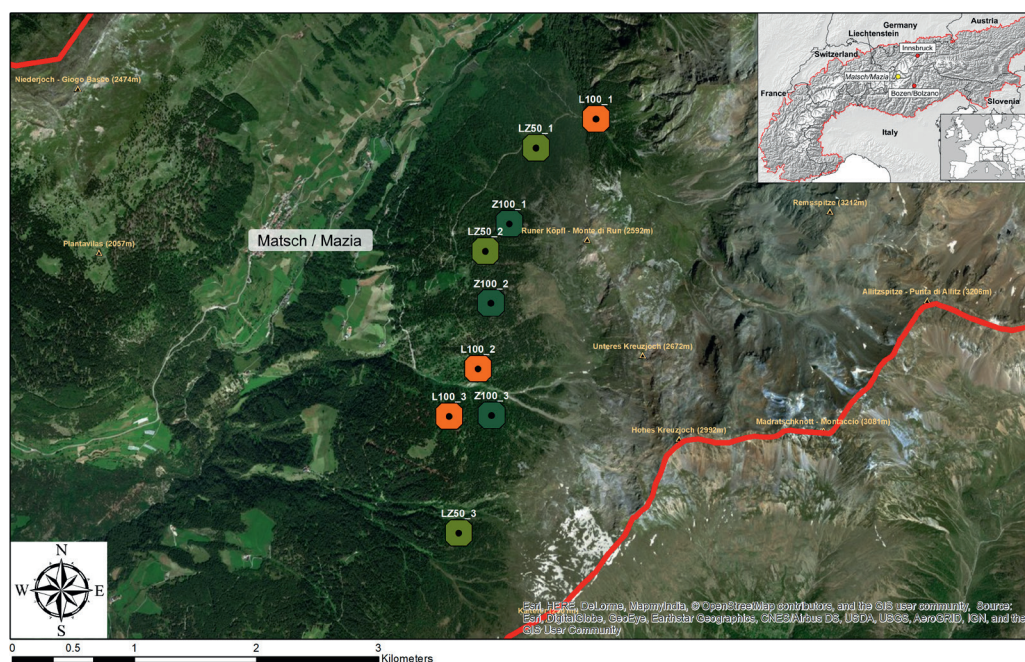 Germany
Austria
Liechtenstein
Innsbruck
Switzerland
Matsch/Mazia
France
Bozen/Bolzano
Slovenia
Italy
Niederjoch - Giogo Basso (2474m)
L100_1
LZ50_1
Remsspitze (3212m)
Z100_1
Runer Köpfl - Monte di Run (2592m)
Matsch / Mazia
LZ50_2
Plantavilas (2057m)
Z100_2
Allitzspitze - Punta di Allitz (3206m)
L100_2
Unteres Kreuzjoch (2672m)
L100_3
Z100_3
Madratschknott - Montaccio (3081m)
Hohes Kreuzjoch (2992m)
LZ50_3
N
W E
S
Esri, HERE, DeLorme, MapmyIndia, © OpenStreetMap contributors, and the GIS user community, Source:
Esri, DigitalGlobe, GeoEye, Earthstar Geographics, CNES/Airbus DS, USDA, USGS, AeroGRID, IGN, and the
GIS User Community
0 0.5 1 2 3
Kilometers